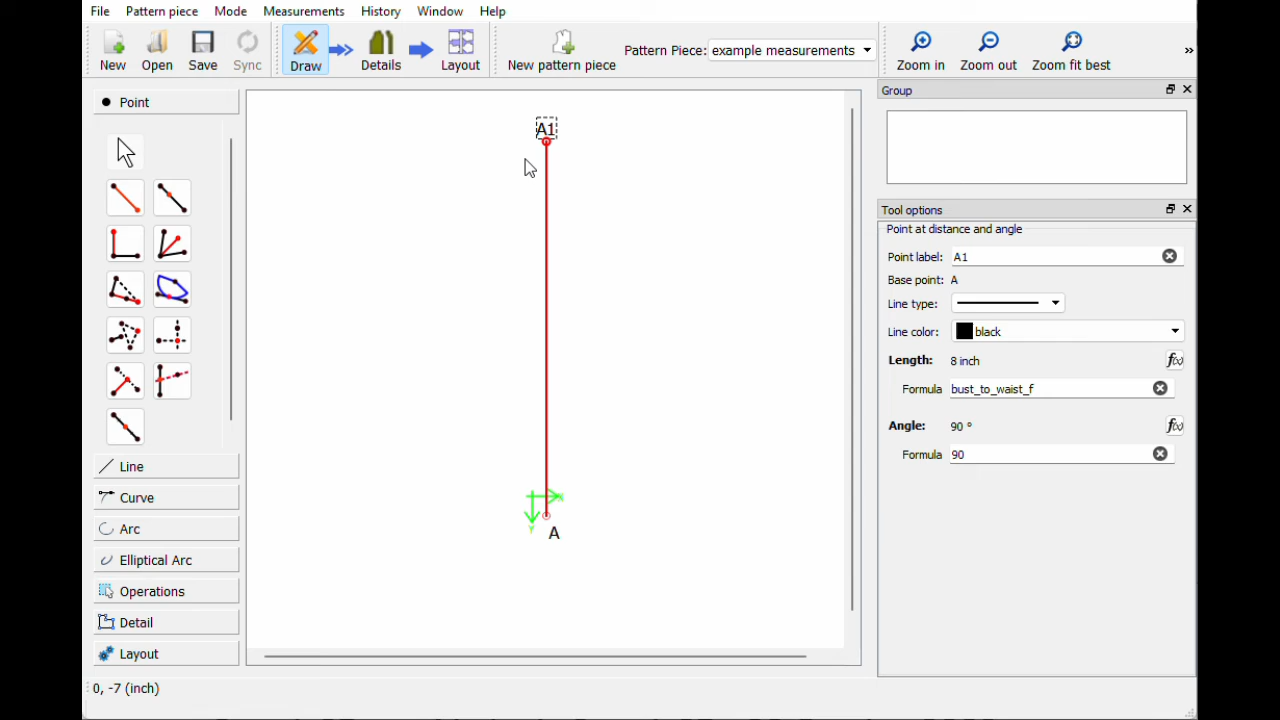 File Pattern piece Mode Measurements History Window Help
New Open Save Sync Draw Details Layout New pattern piece Pattern Piece: example measurements Zoom in Zoom out Zoom fit best »
Point
Line
Curve
Arc
Elliptical Arc
Operations
Detail
Layout
A1
X
Y
A
Group
Tool options
Point at distance and angle
Point label: A1
Base point: A
Line type:
Line color: black
Length: 8 inch f(x)
Formula bust_to_waist_f
Angle: 90 ° f(x)
Formula 90
0, -7 (inch)